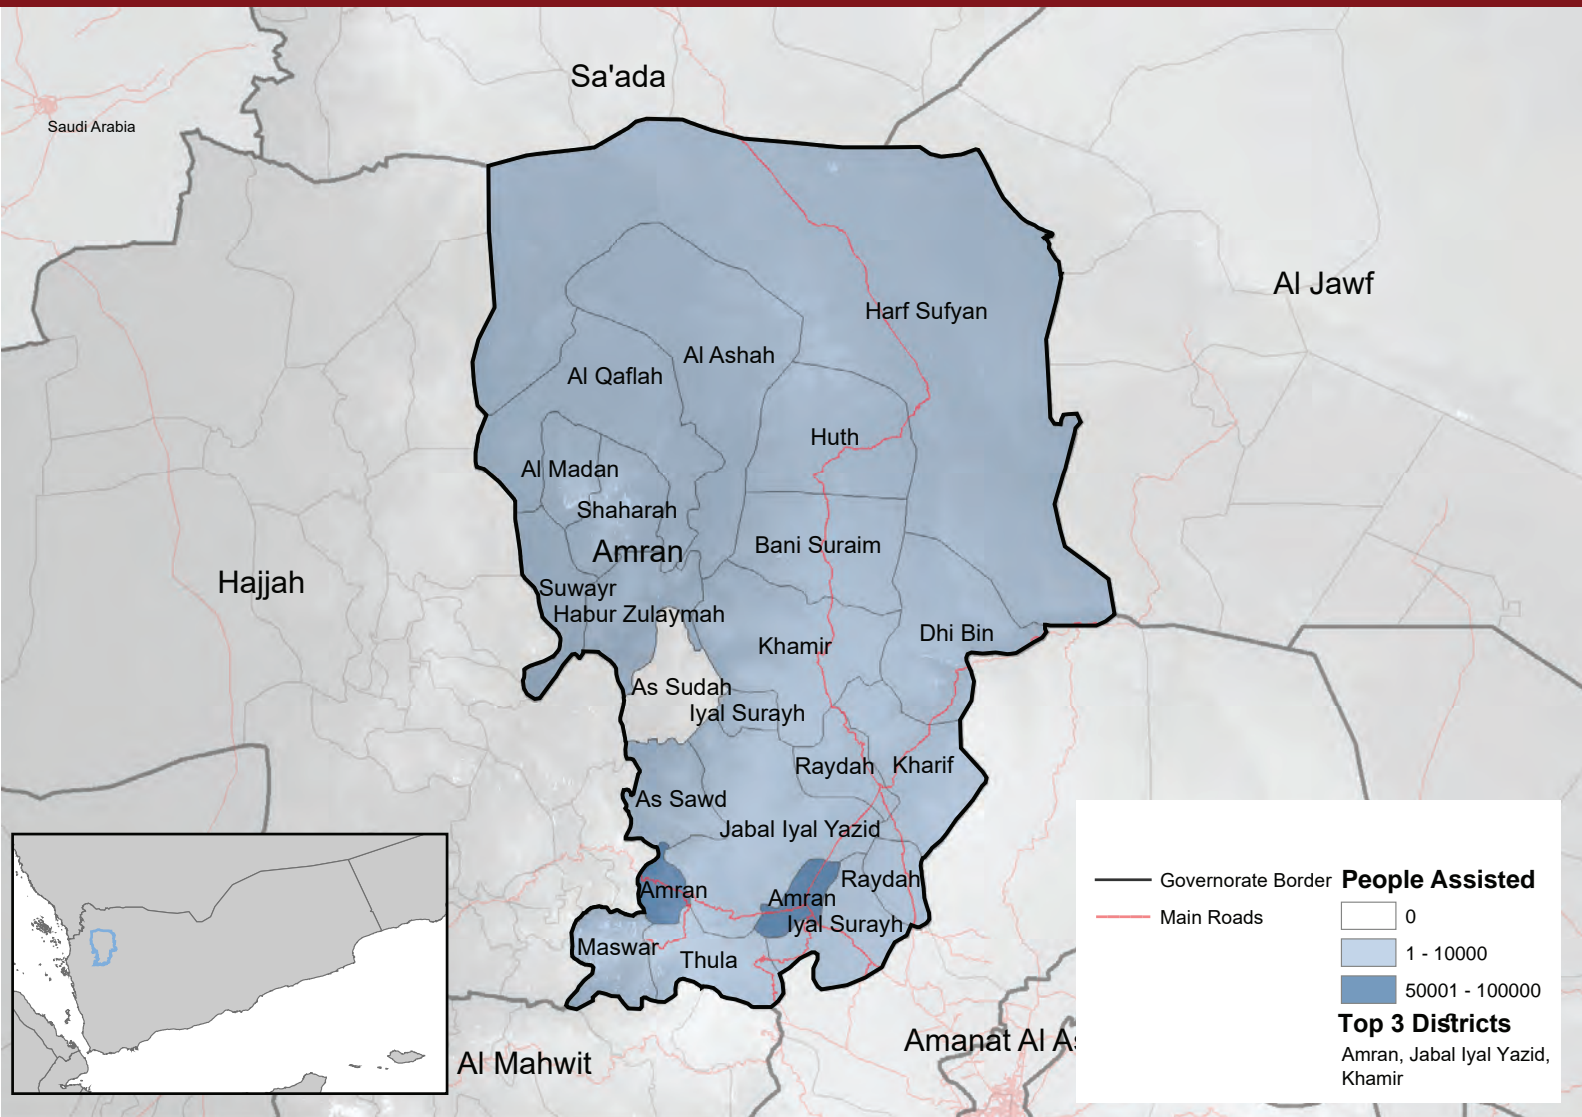 Sa'ada
Saudi Arabia
Al Jawf
Harf Sufyan
Al Ashah
Al Qaflah
Huth
Al Madan
Shaharah
Bani Suraim
Amran
Hajjah
Suwayr
Habur Zulaymah
Dhi Bin
Khamir
As Sudah
Iyal Surayh
Raydah
Kharif
As Sawd
Jabal Iyal Yazid
Amran
Raydah
Amran
Iyal Surayh
Maswar
Thula
Amanat Al As
Al Mahwit
Governorate Border
Main Roads
People Assisted
0
1 - 10000
50001 - 100000
Top 3 Districts
Amran, Jabal Iyal Yazid,
Khamir